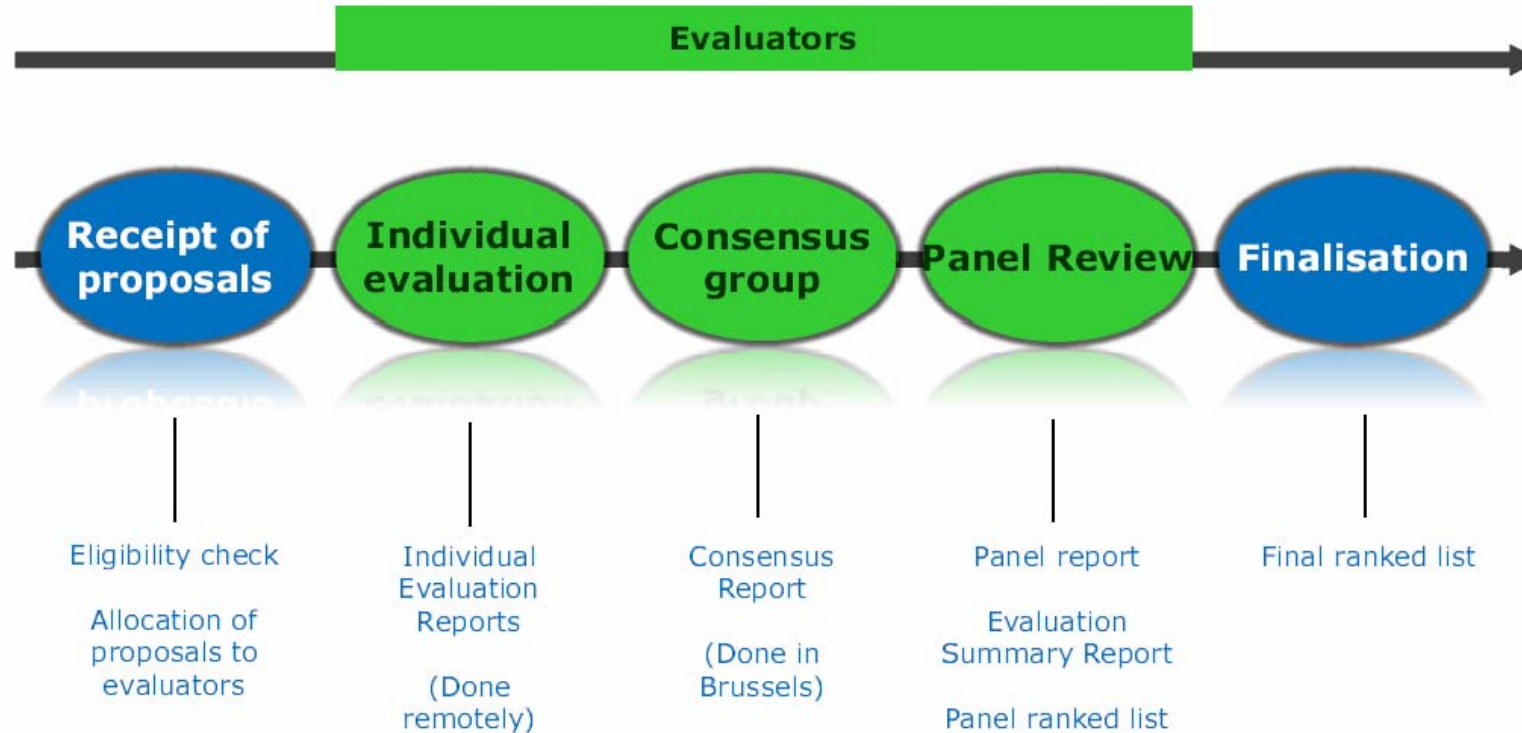 Evaluators
Receipt of
proposals
Individual
evaluation
Consensus
group
Panel Review
Finalisation
Eligibility check
Allocation of
proposals to
evaluators
Individual
Evaluation
Reports
(Done
remotely)
Consensus
Report
(Done in
Brussels)
Panel report
Evaluation
Summary Report
Panel ranked list
Final ranked list